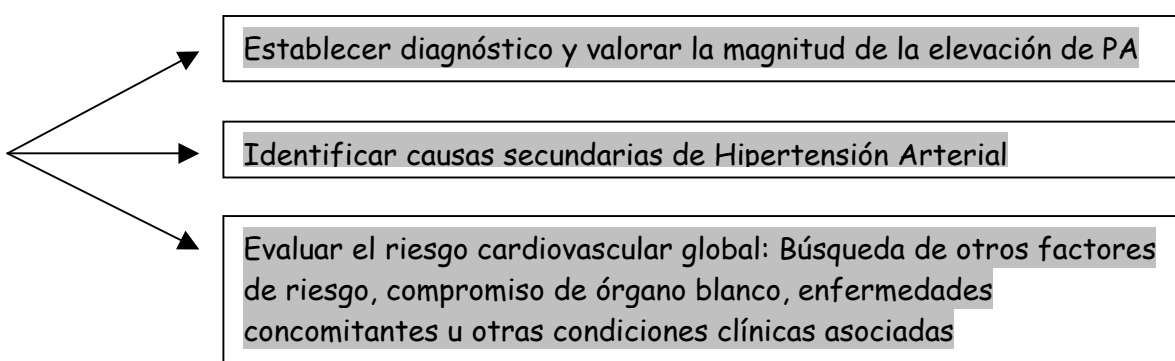 Establecer diagnóstico y valorar la magnitud de la elevación de PA
Identificar causas secundarias de Hipertensión Arterial
Evaluar el riesgo cardiovascular global: Búsqueda de otros factores
de riesgo, compromiso de órgano blanco, enfermedades
concomitantes u otras condiciones clínicas asociadas